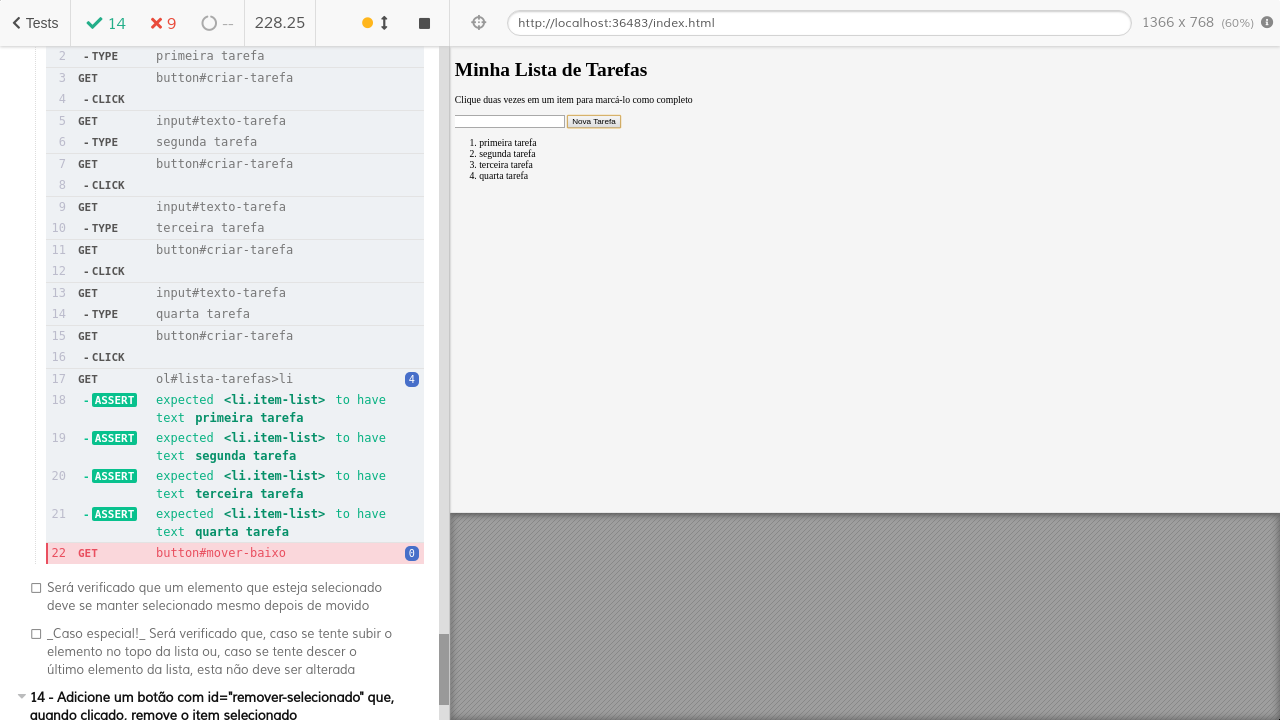 Tests 14 9 -- 228.25
2 - TYPE primeira tarefa
3 GET button#criar-tarefa
4 - CLICK
5 GET input#texto-tarefa
6 - TYPE segunda tarefa
7 GET button#criar-tarefa
8 - CLICK
9 GET input#texto-tarefa
10 - TYPE terceira tarefa
11 GET button#criar-tarefa
12 - CLICK
13 GET input#texto-tarefa
14 - TYPE quarta tarefa
15 GET button#criar-tarefa
16 - CLICK
17 GET ol#lista-tarefas>li 4
18 - ASSERT expected <li.item-list> to have
text primeira tarefa
19 - ASSERT expected <li.item-list> to have
text segunda tarefa
20 - ASSERT expected <li.item-list> to have
text terceira tarefa
21 - ASSERT expected <li.item-list> to have
text quarta tarefa
22 GET button#mover-baixo 0
Será verificado que um elemento que esteja selecionado
deve se manter selecionado mesmo depois de movido
_Caso especial!_ Será verificado que, caso se tente subir o
elemento no topo da lista ou, caso se tente descer o
último elemento da lista, esta não deve ser alterada
14 - Adicione um botão com id="remover-selecionado" que,
quando clicado, remove o item selecionado
http://localhost:36483/index.html 1366 x 768 (60%)
Minha Lista de Tarefas
Clique duas vezes em um item para marcá-lo como completo
Nova Tarefa
1. primeira tarefa
2. segunda tarefa
3. terceira tarefa
4. quarta tarefa